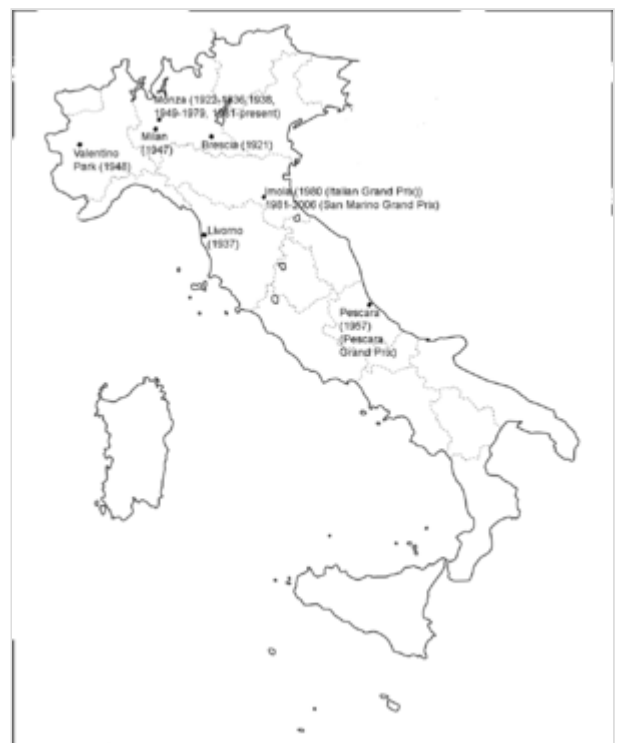 Monza (1922-1936,1938,
1949-1979, 1981-present)
Milan
(1947)
Brescia (1921)
Valentino
Park (1948)
Imola (1980 (Italian Grand Prix))
1981-2006 (San Marino Grand Prix)
Livorno
(1937)
Pescara
(1957)
(Pescara
Grand Prix)